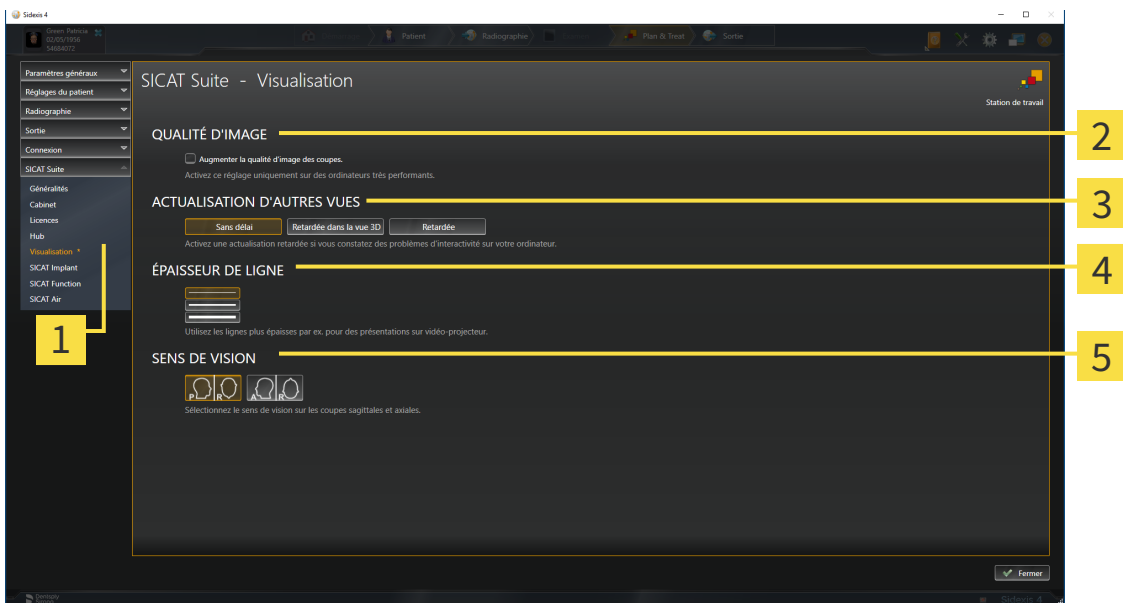 Sidexis 4
Green Patricia
02/05/1956
54684072
Patient
Radiographie
Plan & Treat
Sortie
Paramètres généraux
Réglages du patient
Radiographie
Sortie
Connexion
SICAT Suite
Généralités
Cabinet
Licences
Hub
Visualisation *
SICAT Implant
SICAT Function
SICAT Air
1
SICAT Suite - Visualisation
Station de travail
QUALITÉ D'IMAGE
2
Augmenter la qualité d'image des coupes.
Activez ce réglage uniquement sur des ordinateurs très performants.
ACTUALISATION D'AUTRES VUES
3
Sans délai
Retardée dans la vue 3D
Retardée
Activez une actualisation retardée si vous constatez des problèmes d'interactivité sur votre ordinateur.
ÉPAISSEUR DE LIGNE
4
Utilisez les lignes plus épaisses par ex. pour des présentations sur vidéo-projecteur.
SENS DE VISION
5
P R
A R
Sélectionnez le sens de vision sur les coupes sagittales et axiales.
Fermer
Dentsply
Sirona
Sidexis 4